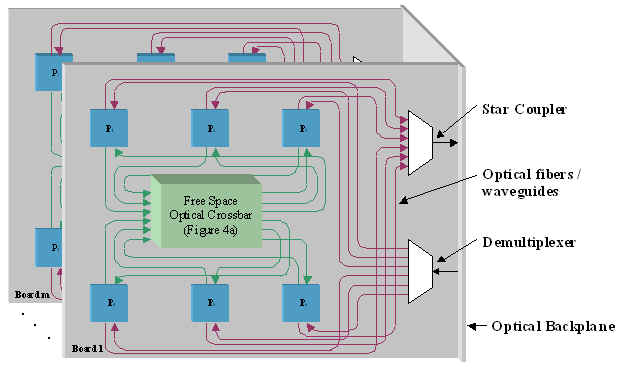 P
P
Board m
P
P
P
Free Space
Optical Crossbar
(Figure 4a)
P
P
P
Board 1
Star Coupler
Optical fibers /
waveguides
Demultiplexer
Optical Backplane